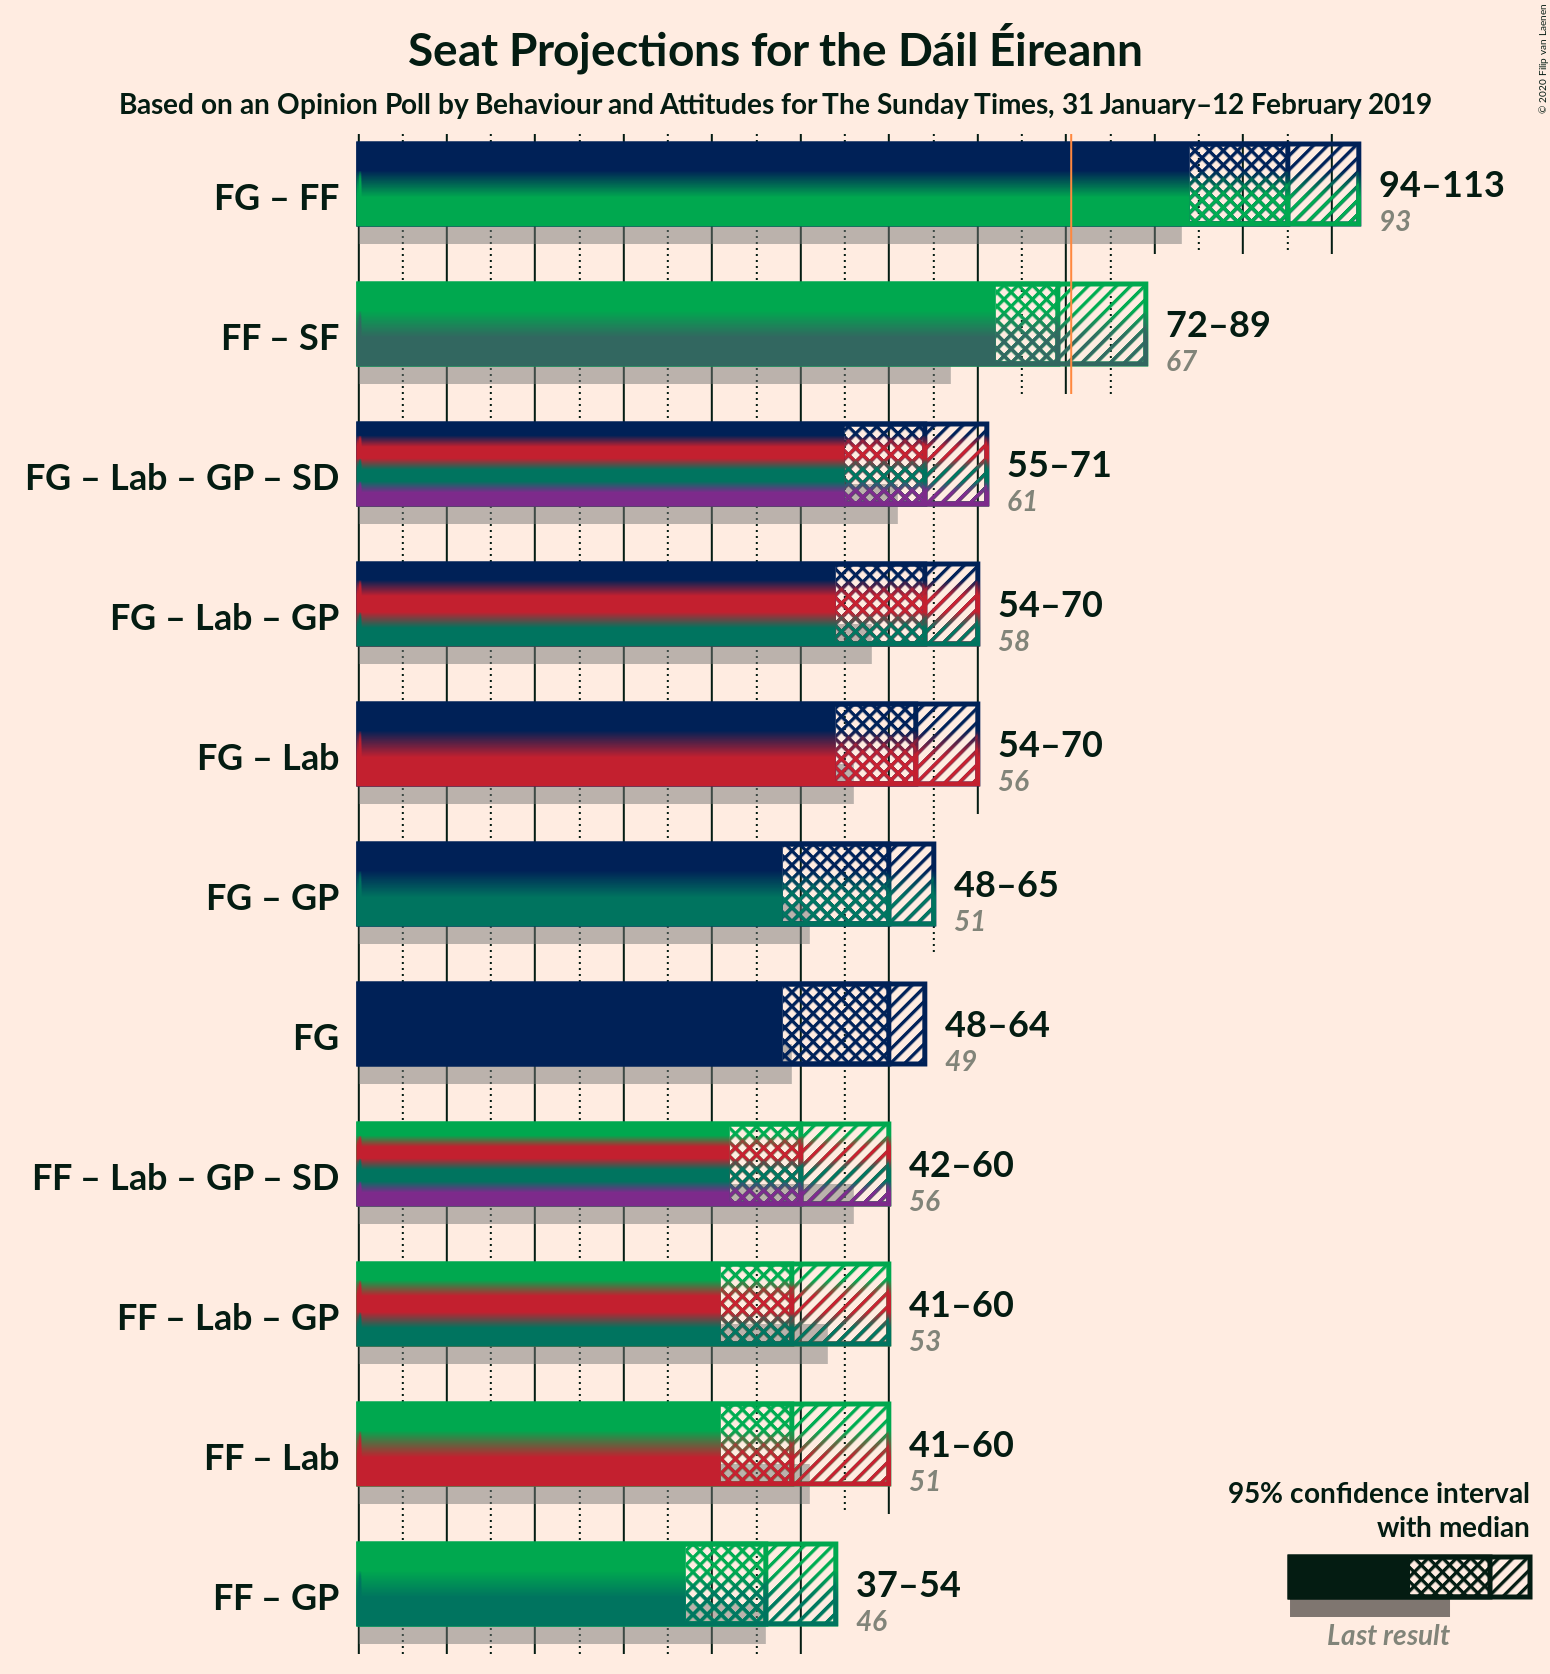 Seat Projections for the Dáil Éireann
Based on an Opinion Poll by Behaviour and Attitudes for The Sunday Times, 31 January–12 February 2019
© 2020 Filip van Laenen
FG – FF
94–113
93
FF – SF
72–89
67
FG – Lab – GP – SD
55–71
61
FG – Lab – GP
54–70
58
FG – Lab
54–70
56
FG – GP
48–65
51
FG
48–64
49
FF – Lab – GP – SD
42–60
56
FF – Lab – GP
41–60
53
FF – Lab
41–60
51
FF – GP
37–54
46
95% confidence interval
with median
Last result